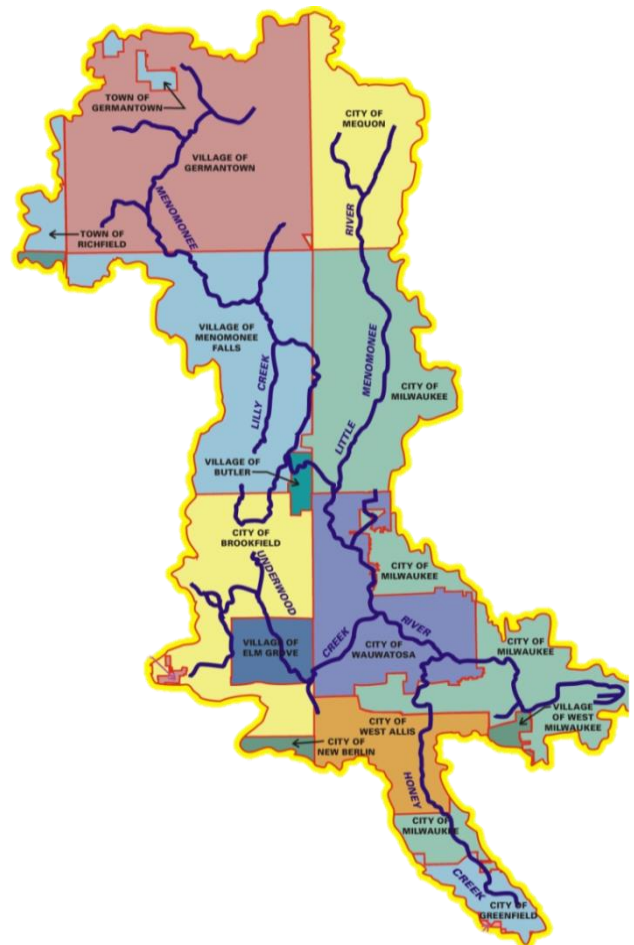 TOWN OF
GERMANTOWN
CITY OF
MEQUON
VILLAGE OF
GERMANTOWN
MENOMONEE
RIVER
TOWN OF
RICHFIELD
VILLAGE OF
MENOMONEE
FALLS
LILLY CREEK
LITTLE
MENOMONEE
CITY OF
MILWAUKEE
VILLAGE OF
BUTLER
CITY OF
BROOKFIELD
UNDERWOOD
CREEK
CITY OF
MILWAUKEE
RIVER
VILLAGE OF
ELM GROVE
CITY OF
WAUWATOSA
CITY OF
MILWAUKEE
VILLAGE
OF WEST
MILWAUKEE
CITY OF
WEST ALLIS
CITY OF
NEW BERLIN
HONEY
CITY OF
MILWAUKEE
CREEK
CITY OF
GREENFIELD